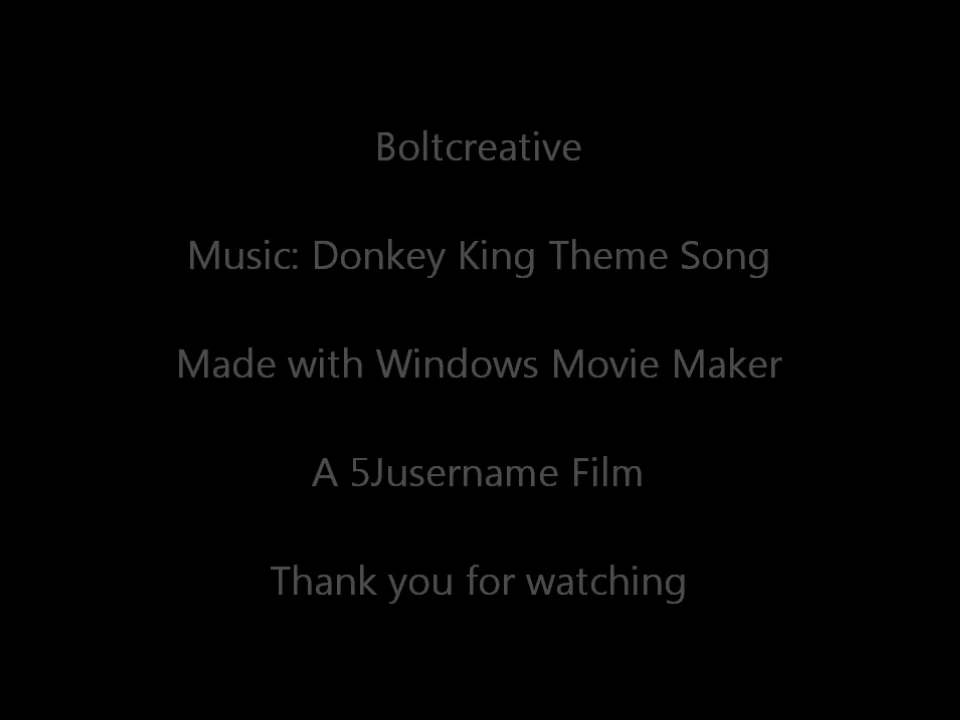 Boltcreative
Music: Donkey King Theme Song
Made with Windows Movie Maker
A 5Jusername Film
Thank you for watching